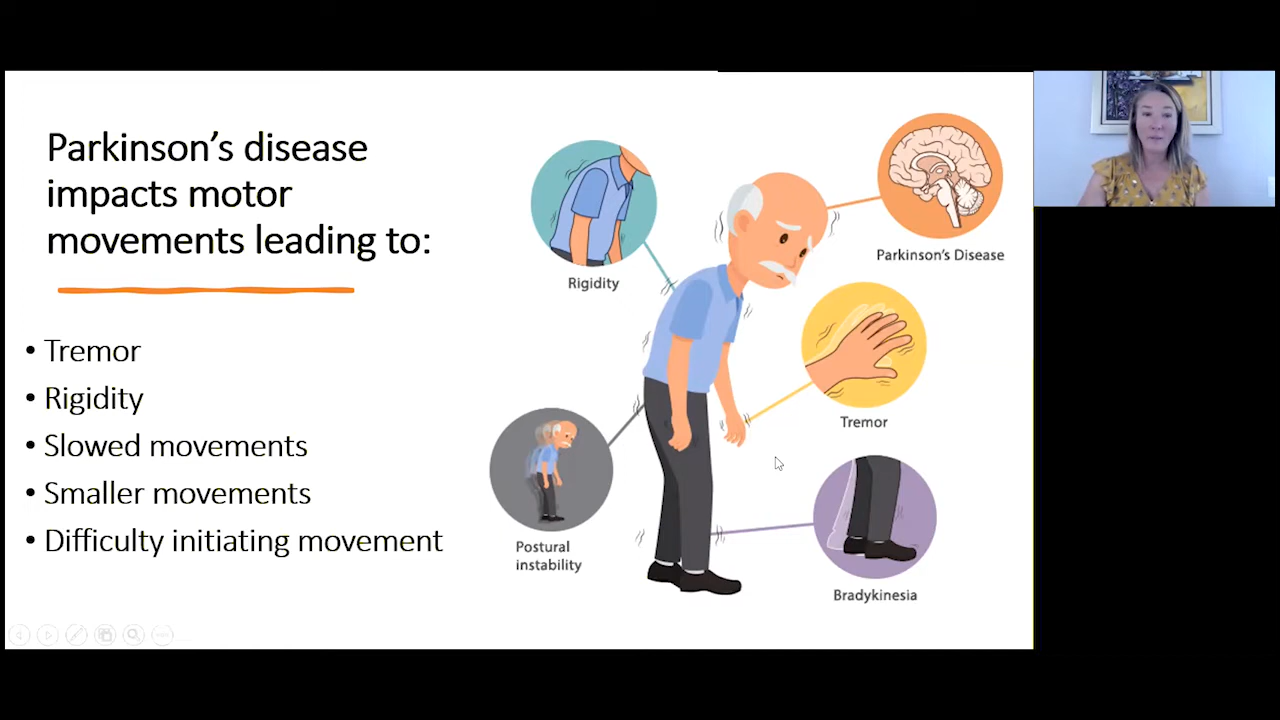 Parkinson's disease
impacts motor
movements leading to:
• Tremor
• Rigidity
• Slowed movements
• Smaller movements
• Difficulty initiating movement
Rigidity
Parkinson's Disease
Tremor
Postural
instability
Bradykinesia